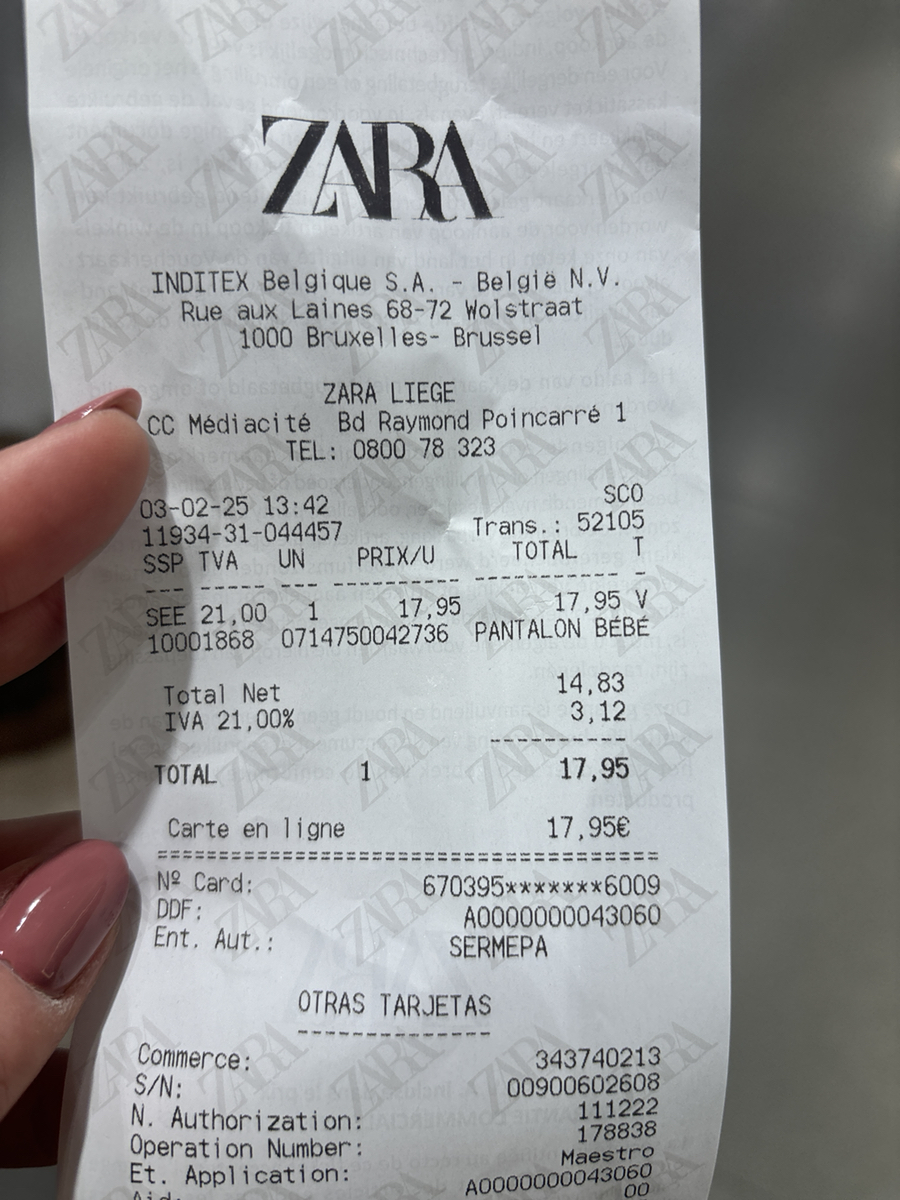 ZARA
INDITEX Belgique S.A. - België N.V.
Rue aux Laines 68-72 Wolstraat
1000 Bruxelles- Brussel
ZARA LIEGE
CC Médiacité Bd Raymond Poincarré 1
TEL: 0800 78 323
03-02-25 13:42 SCO
11934-31-044457 Trans.: 52105
SSP TVA UN PRIX/U TOTAL T
--- ------ --- ---------- ------------ -
SEE 21,00 1 17,95 17,95 V
10001868 0714750042736 PANTALON BÉBÉ
Total Net 14,83
IVA 21,00% 3,12
----------
TOTAL 1 17,95
Carte en ligne 17,95€
========================================
Nº Card: 670395*******6009
DDF: A0000000043060
Ent. Aut.: SERMEPA
OTRAS TARJETAS
--------------
Commerce: 343740213
S/N: 00900602608
N. Authorization: 111222
Operation Number: 178838
Et. Application: Maestro
Aid: A0000000043060
00